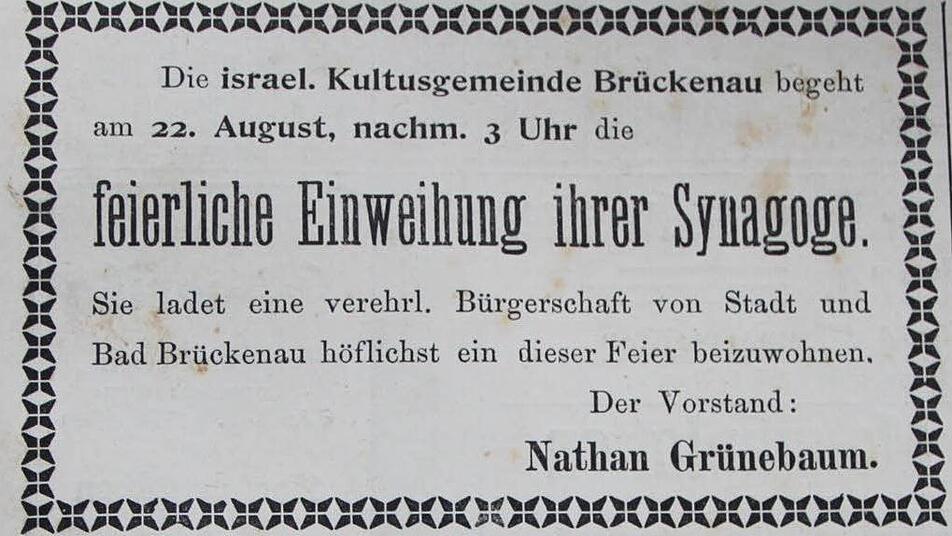 Die israel. Kultusgemeinde Brückenau begeht
am 22. August, nachm. 3 Uhr die
feierliche Einweihung ihrer Synagoge.
Sie ladet eine verehrl. Bürgerschaft von Stadt und
Bad Brückenau höflichst ein dieser Feier beizuwohnen.
Der Vorstand:
Nathan Grünebaum.